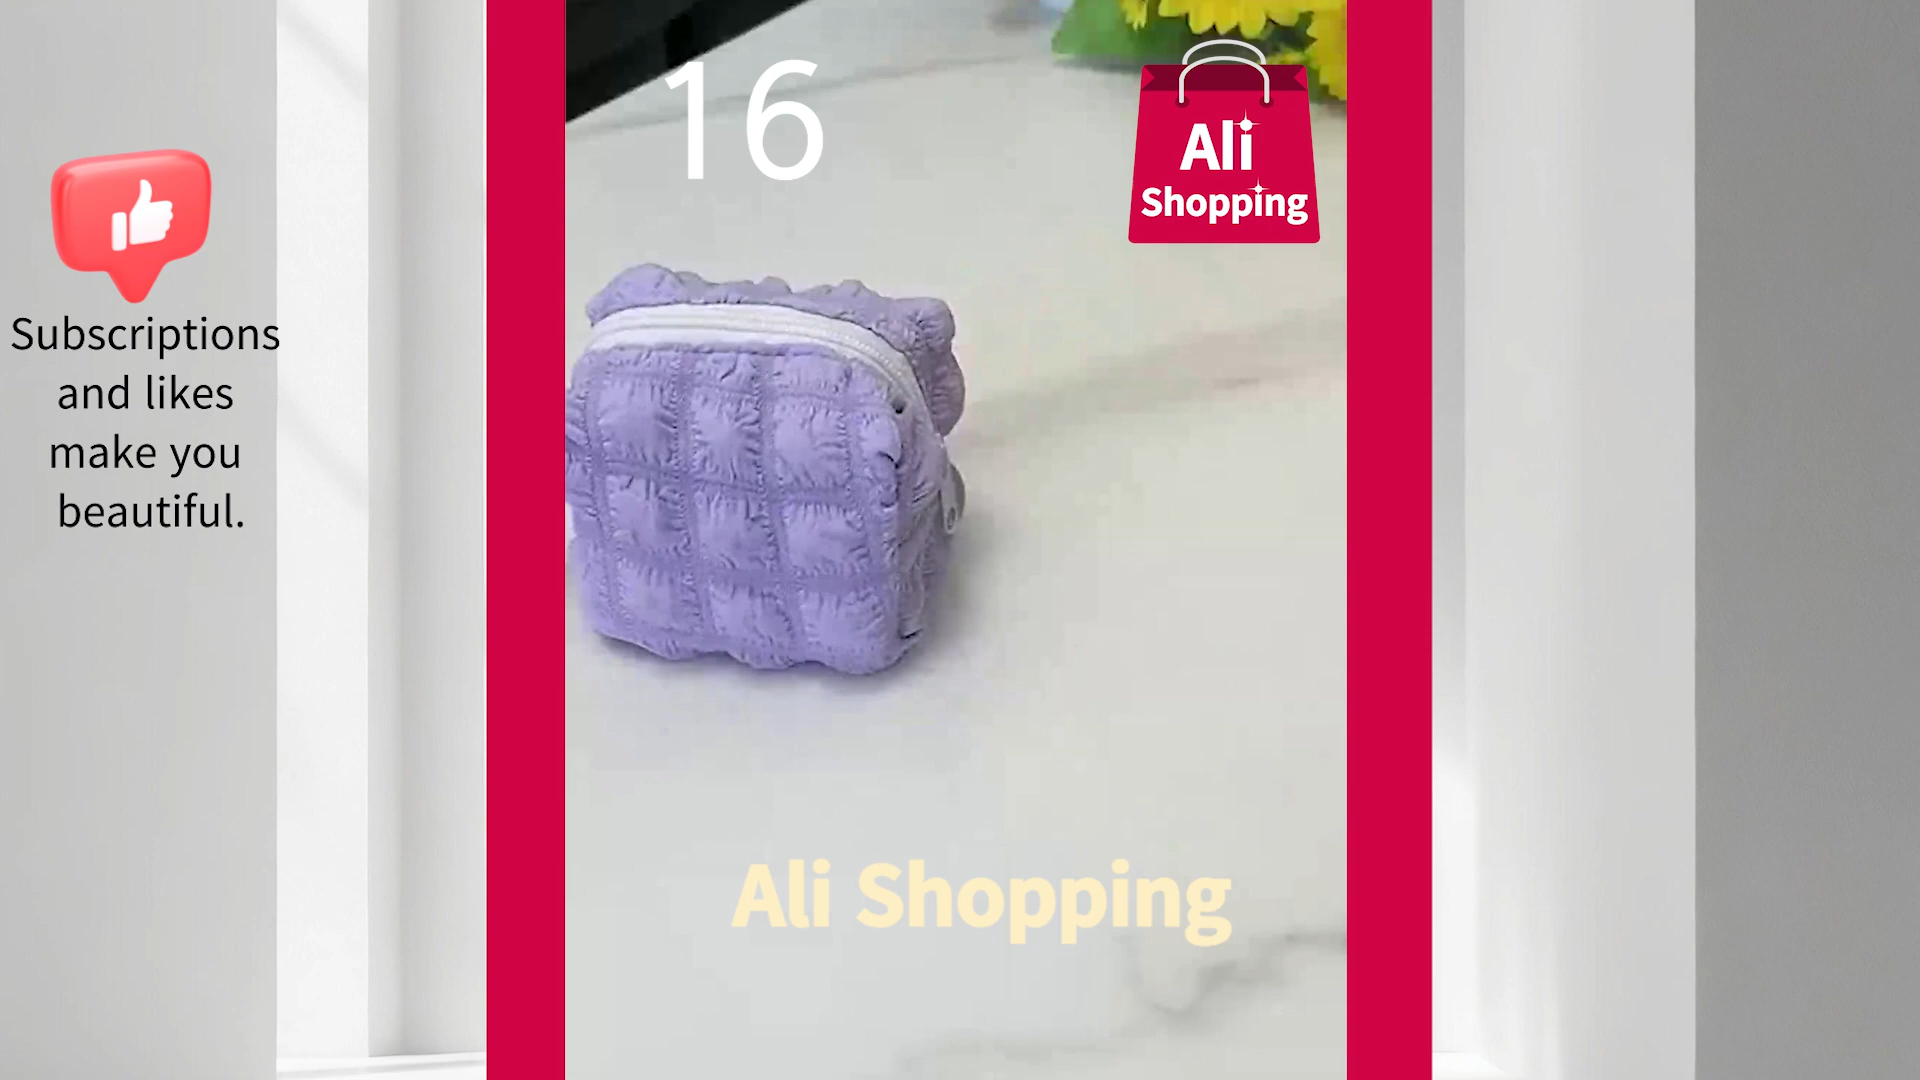 16
Ali
Shopping
Subscriptions
and likes
make you
beautiful.
Ali Shopping